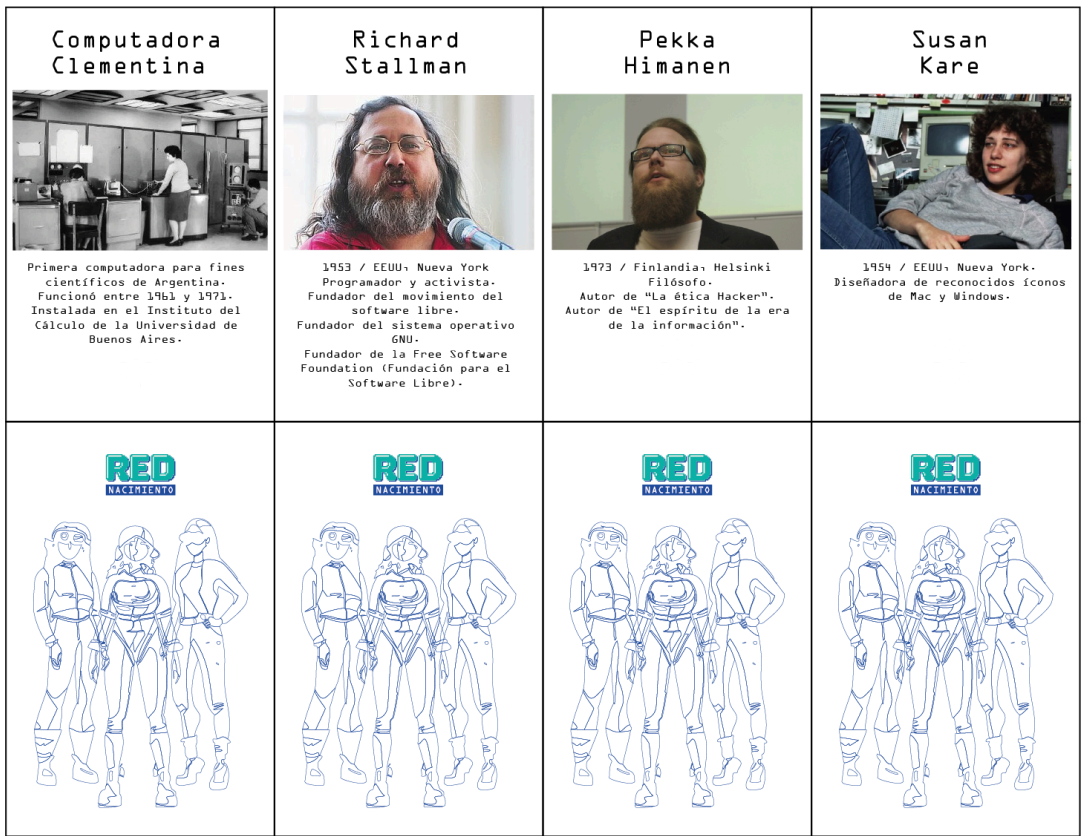 Computadora
Clementina
Primera computadora para fines
científicos de Argentina.
Funcionó entre 1961 y 1971.
Instalada en el Instituto del
Cálculo de la Universidad de
Buenos Aires.
Richard
Stallman
1953 / EEUU, Nueva York
Programador y activista.
Fundador del movimiento del
software libre.
Fundador del sistema operativo
GNU.
Fundador de la Free Software
Foundation (Fundación para el
Software Libre).
Pekka
Himanen
1973 / Finlandia, Helsinki
Filósofo.
Autor de “La ética Hacker”.
Autor de “El espíritu de la era
de la información”.
Susan
Kare
1954 / EEUU, Nueva York.
Diseñadora de reconocidos íconos
de Mac y Windows.
RED
NACIMIENTO
RED
NACIMIENTO
RED
NACIMIENTO
RED
NACIMIENTO